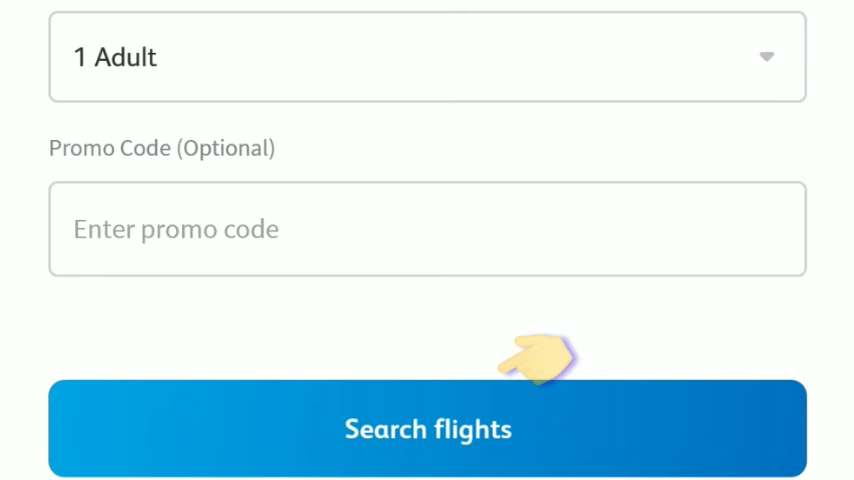 1 Adult
Promo Code (Optional)
Enter promo code
Search flights